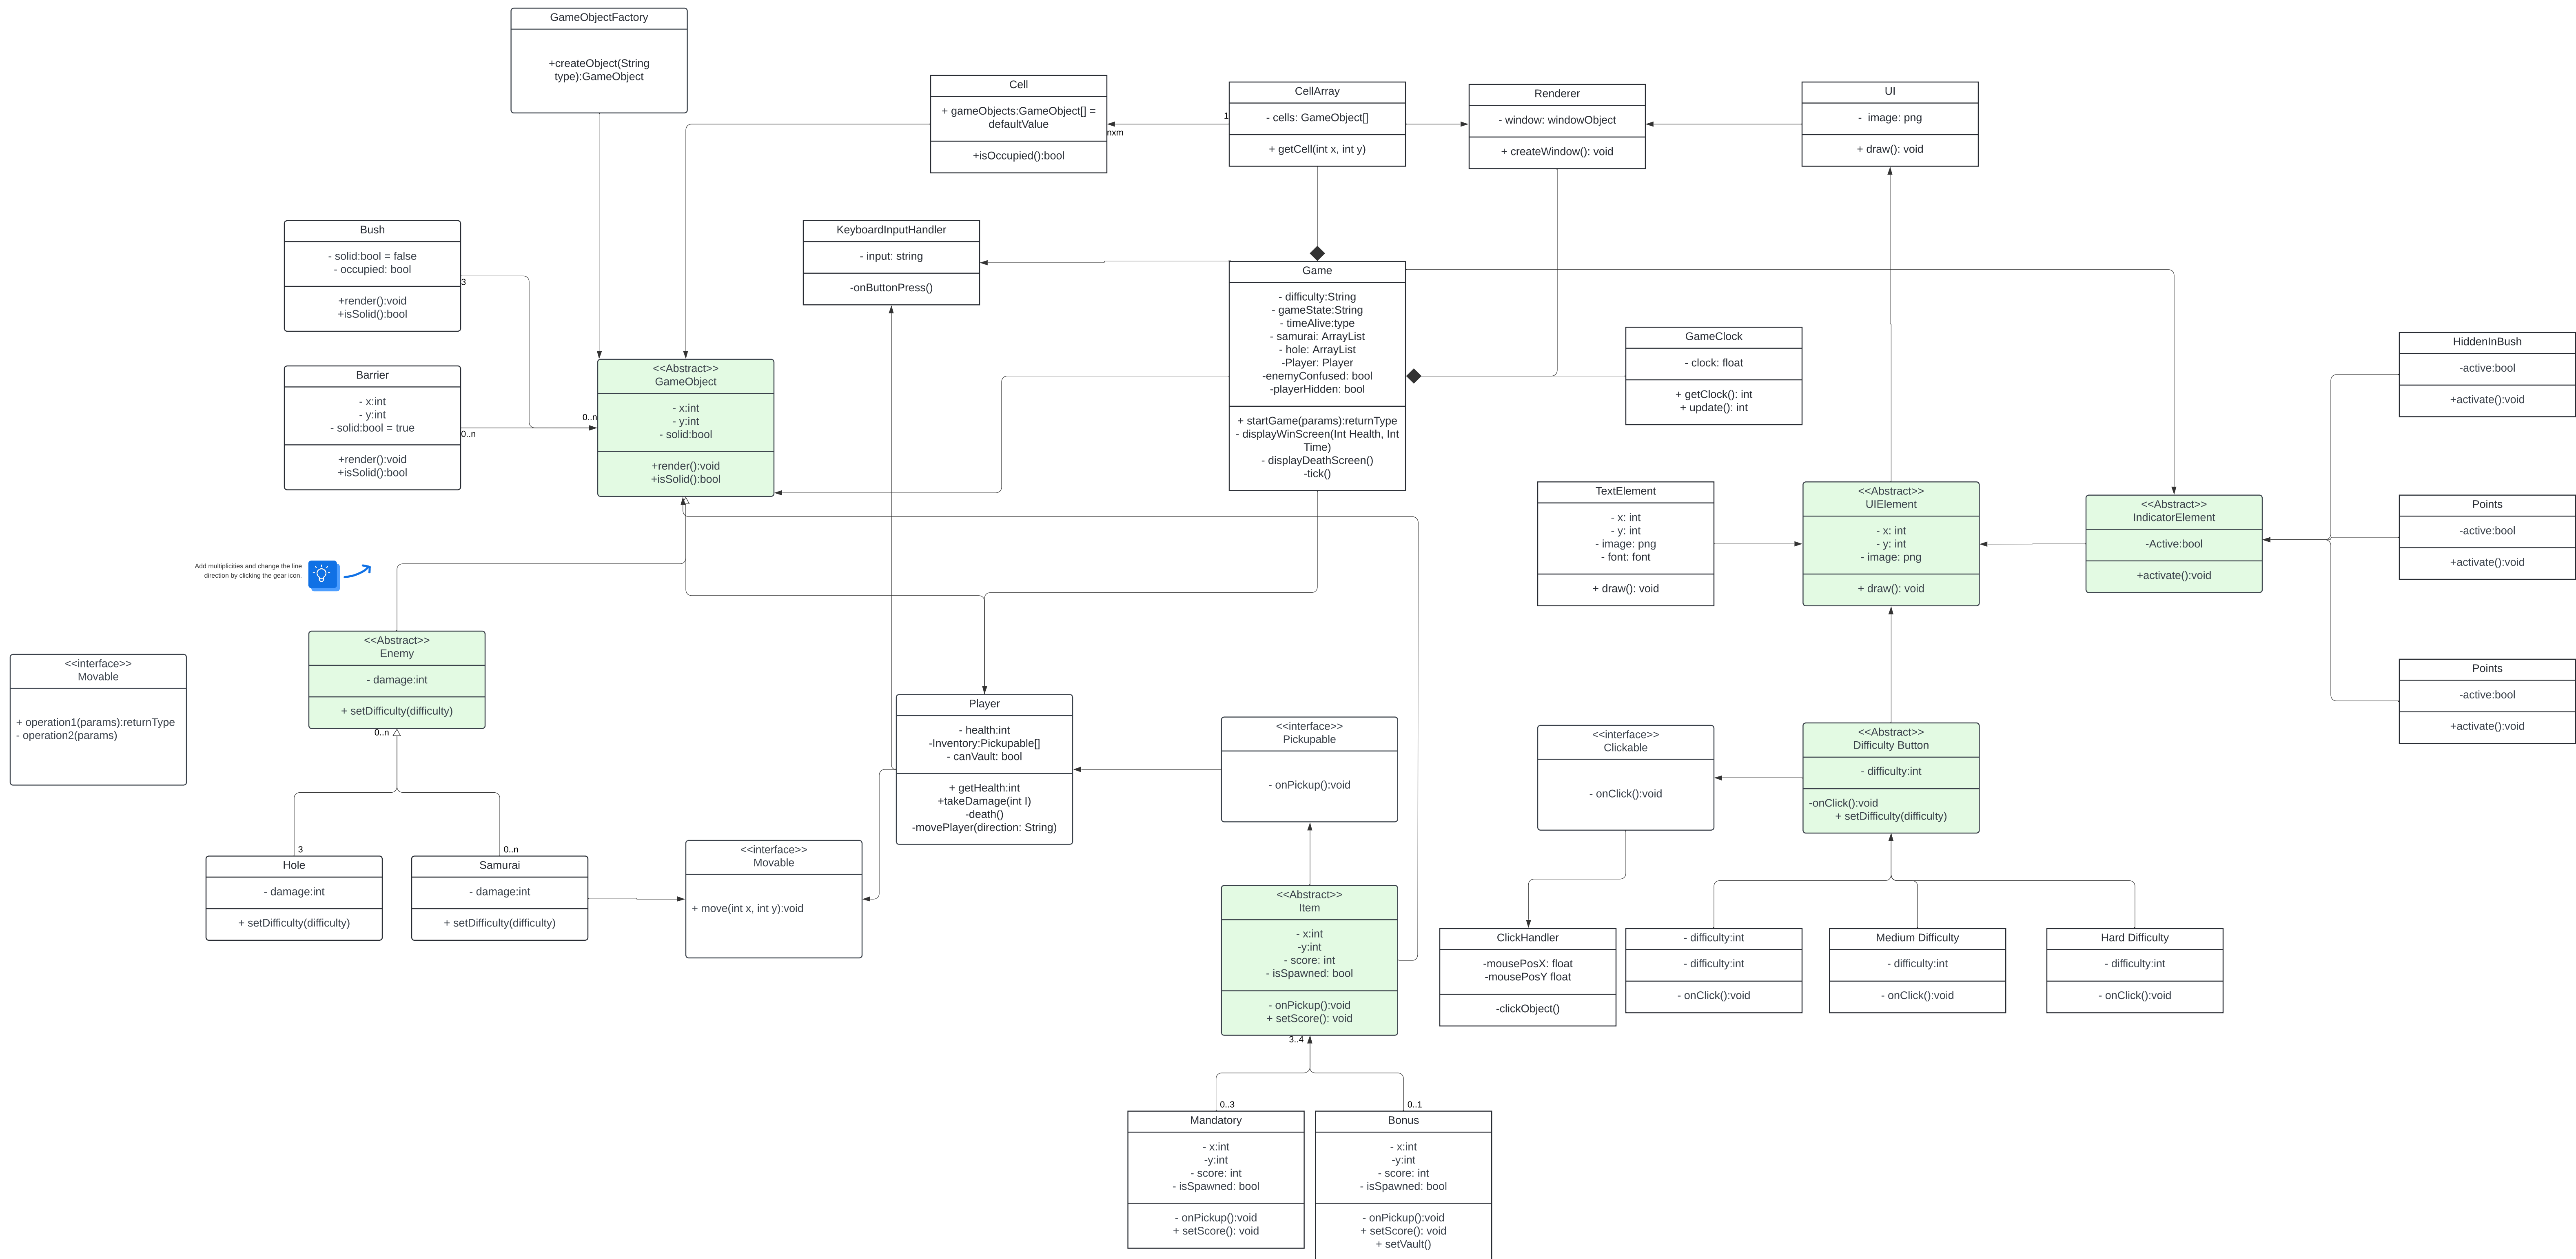 GameObjectFactory
+createObject(String
type):GameObject
Cell
+ gameObjects:GameObject[] =
defaultValue
+isOccupied():bool
nxm
1
CellArray
- cells: GameObject[]
+ getCell(int x, int y)
Renderer
- window: windowObject
+ createWindow(): void
UI
- image: png
+ draw(): void
Bush
- solid:bool = false
- occupied: bool
+render():void
+isSolid():bool
3
KeyboardInputHandler
- input: string
-onButtonPress()
Game
- difficulty:String
- gameState:String
- timeAlive:type
- samurai: ArrayList
- hole: ArrayList
-Player: Player
-enemyConfused: bool
-playerHidden: bool
+ startGame(params):returnType
- displayWinScreen(Int Health, Int
Time)
- displayDeathScreen()
-tick()
GameClock
- clock: float
+ getClock(): int
+ update(): int
HiddenInBush
-active:bool
+activate():void
Barrier
- x:int
- y:int
- solid:bool = true
+render():void
+isSolid():bool
0..n
0..n
<<Abstract>>
GameObject
- x:int
- y:int
- solid:bool
+render():void
+isSolid():bool
TextElement
- x: int
- y: int
- image: png
- font: font
+ draw(): void
<<Abstract>>
UIElement
- x: int
- y: int
- image: png
+ draw(): void
<<Abstract>>
IndicatorElement
-Active:bool
+activate():void
Points
-active:bool
+activate():void
Add multiplicities and change the line
direction by clicking the gear icon.
<<interface>>
Movable
+ operation1(params):returnType
- operation2(params)
<<Abstract>>
Enemy
- damage:int
+ setDifficulty(difficulty)
0..n
Player
- health:int
-Inventory:Pickupable[]
- canVault: bool
+ getHealth:int
+takeDamage(int I)
-death()
-movePlayer(direction: String)
<<interface>>
Pickupable
- onPickup():void
<<interface>>
Clickable
- onClick():void
<<Abstract>>
Difficulty Button
- difficulty:int
-onClick():void
+ setDifficulty(difficulty)
Points
-active:bool
+activate():void
3
Hole
- damage:int
+ setDifficulty(difficulty)
0..n
Samurai
- damage:int
+ setDifficulty(difficulty)
<<interface>>
Movable
+ move(int x, int y):void
<<Abstract>>
Item
- x:int
-y:int
- score: int
- isSpawned: bool
- onPickup():void
+ setScore(): void
3..4
ClickHandler
-mousePosX: float
-mousePosY float
-clickObject()
- difficulty:int
- difficulty:int
- onClick():void
Medium Difficulty
- difficulty:int
- onClick():void
Hard Difficulty
- difficulty:int
- onClick():void
0..3
Mandatory
- x:int
-y:int
- score: int
- isSpawned: bool
- onPickup():void
+ setScore(): void
0..1
Bonus
- x:int
-y:int
- score: int
- isSpawned: bool
- onPickup():void
+ setScore(): void
+ setVault()